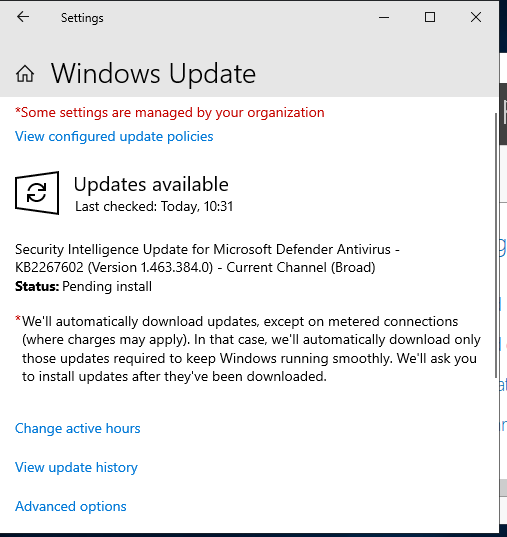 Settings
Windows Update
*Some settings are managed by your organization
View configured update policies
Updates available
Last checked: Today, 10:31
Security Intelligence Update for Microsoft Defender Antivirus -
KB2267602 (Version 1.463.384.0) - Current Channel (Broad)
Status: Pending install
*We'll automatically download updates, except on metered connections
(where charges may apply). In that case, we'll automatically download only
those updates required to keep Windows running smoothly. We'll ask you
to install updates after they've been downloaded.
Change active hours
View update history
Advanced options